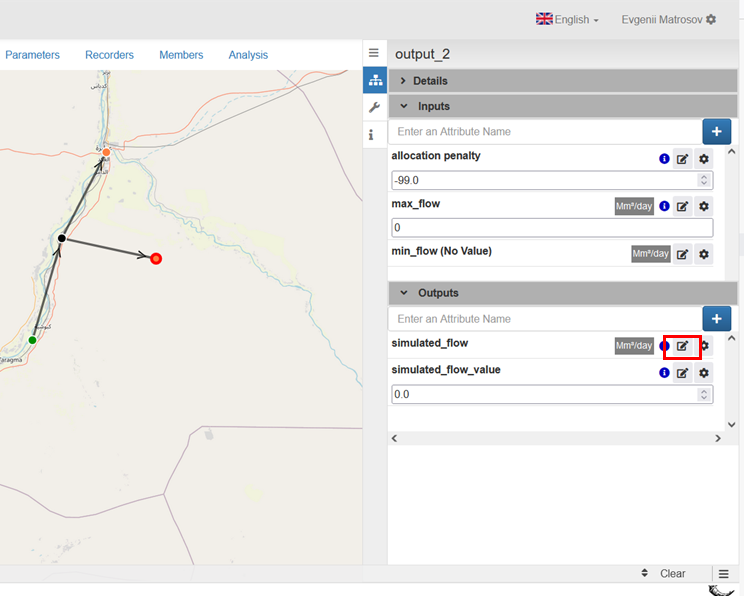 English
Evgenii Matrosov
Parameters
Recorders
Members
Analysis
output_2
Details
Inputs
Enter an Attribute Name
+
allocation penalty
-99.0
max_flow
Mm³/day
0
min_flow (No Value)
Mm³/day
Outputs
Enter an Attribute Name
+
simulated_flow
Mm³/day
simulated_flow_value
0.0
Clear